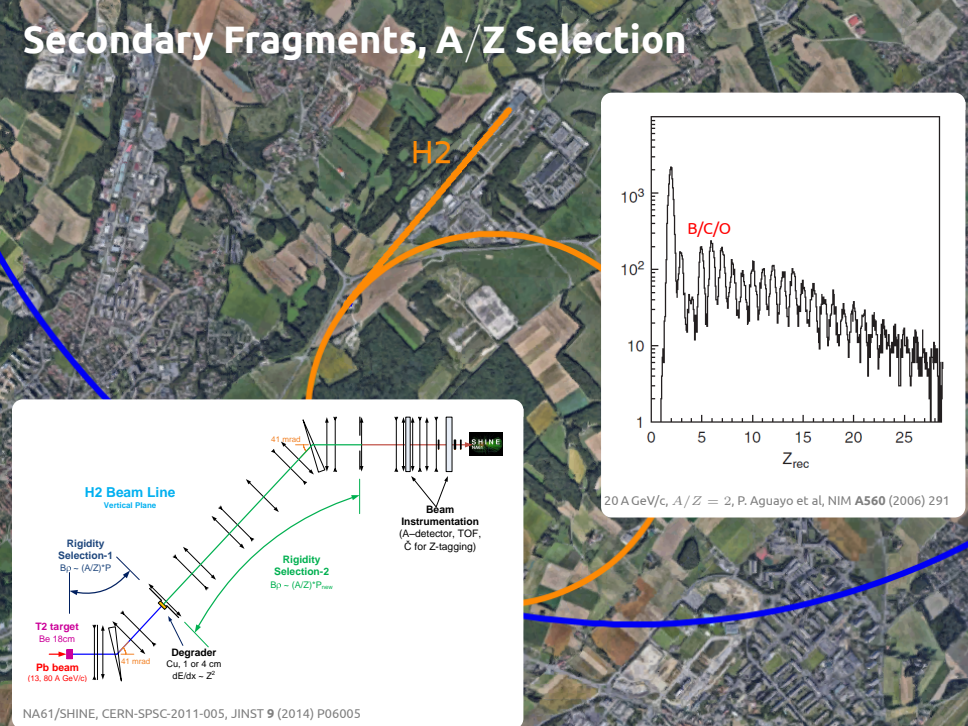 Secondary Fragments, A/Z Selection
H2
10³
B/C/O
10²
10
1
0
5
10
15
20
25
Z_rec
20 A GeV/c, A/Z = 2, P. Aguayo et al, NIM A560 (2006) 291
41 mrad
SHINE
NA61
H2 Beam Line
Vertical Plane
Beam
Instrumentation
(A–detector, TOF,
Č for Z-tagging)
Rigidity
Selection-1
Bρ ~ (A/Z)*P
Rigidity
Selection-2
Bρ ~ (A/Z)*P_new
T2 target
Be 18cm
Pb beam
(13, 80 A GeV/c)
41 mrad
Degrader
Cu, 1 or 4 cm
dE/dx ~ Z²
NA61/SHINE, CERN-SPSC-2011-005, JINST 9 (2014) P06005